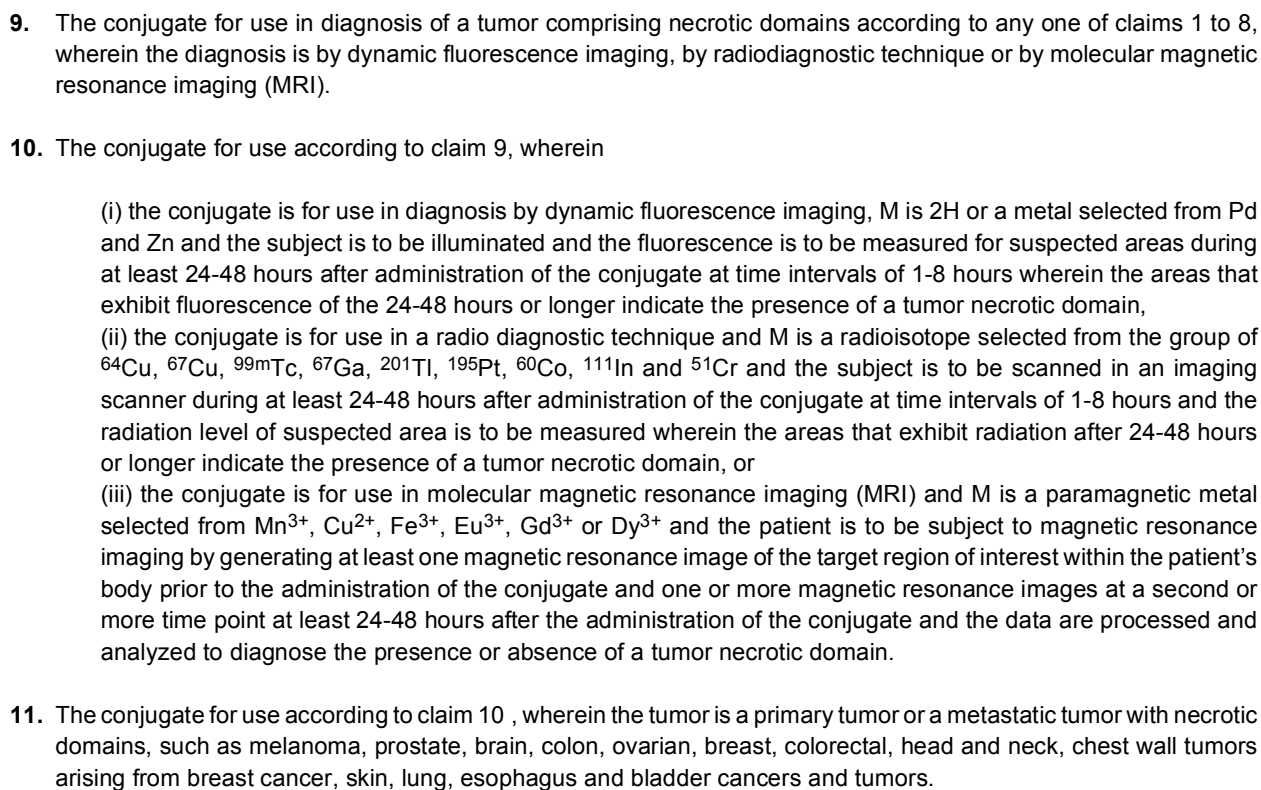 9. The conjugate for use in diagnosis of a tumor comprising necrotic domains according to any one of claims 1 to 8,
wherein the diagnosis is by dynamic fluorescence imaging, by radiodiagnostic technique or by molecular magnetic
resonance imaging (MRI).
10. The conjugate for use according to claim 9, wherein
(i) the conjugate is for use in diagnosis by dynamic fluorescence imaging, M is 2H or a metal selected from Pd
and Zn and the subject is to be illuminated and the fluorescence is to be measured for suspected areas during
at least 24-48 hours after administration of the conjugate at time intervals of 1-8 hours wherein the areas that
exhibit fluorescence of the 24-48 hours or longer indicate the presence of a tumor necrotic domain,
(ii) the conjugate is for use in a radio diagnostic technique and M is a radioisotope selected from the group of
⁶⁴Cu, ⁶⁷Cu, ⁹⁹ᵐTc, ⁶⁷Ga, ²⁰¹Tl, ¹⁹⁵Pt, ⁶⁰Co, ¹¹¹In and ⁵¹Cr and the subject is to be scanned in an imaging
scanner during at least 24-48 hours after administration of the conjugate at time intervals of 1-8 hours and the
radiation level of suspected area is to be measured wherein the areas that exhibit radiation after 24-48 hours
or longer indicate the presence of a tumor necrotic domain, or
(iii) the conjugate is for use in molecular magnetic resonance imaging (MRI) and M is a paramagnetic metal
selected from Mn³⁺, Cu²⁺, Fe³⁺, Eu³⁺, Gd³⁺ or Dy³⁺ and the patient is to be subject to magnetic resonance
imaging by generating at least one magnetic resonance image of the target region of interest within the patient's
body prior to the administration of the conjugate and one or more magnetic resonance images at a second or
more time point at least 24-48 hours after the administration of the conjugate and the data are processed and
analyzed to diagnose the presence or absence of a tumor necrotic domain.
11. The conjugate for use according to claim 10 , wherein the tumor is a primary tumor or a metastatic tumor with necrotic
domains, such as melanoma, prostate, brain, colon, ovarian, breast, colorectal, head and neck, chest wall tumors
arising from breast cancer, skin, lung, esophagus and bladder cancers and tumors.